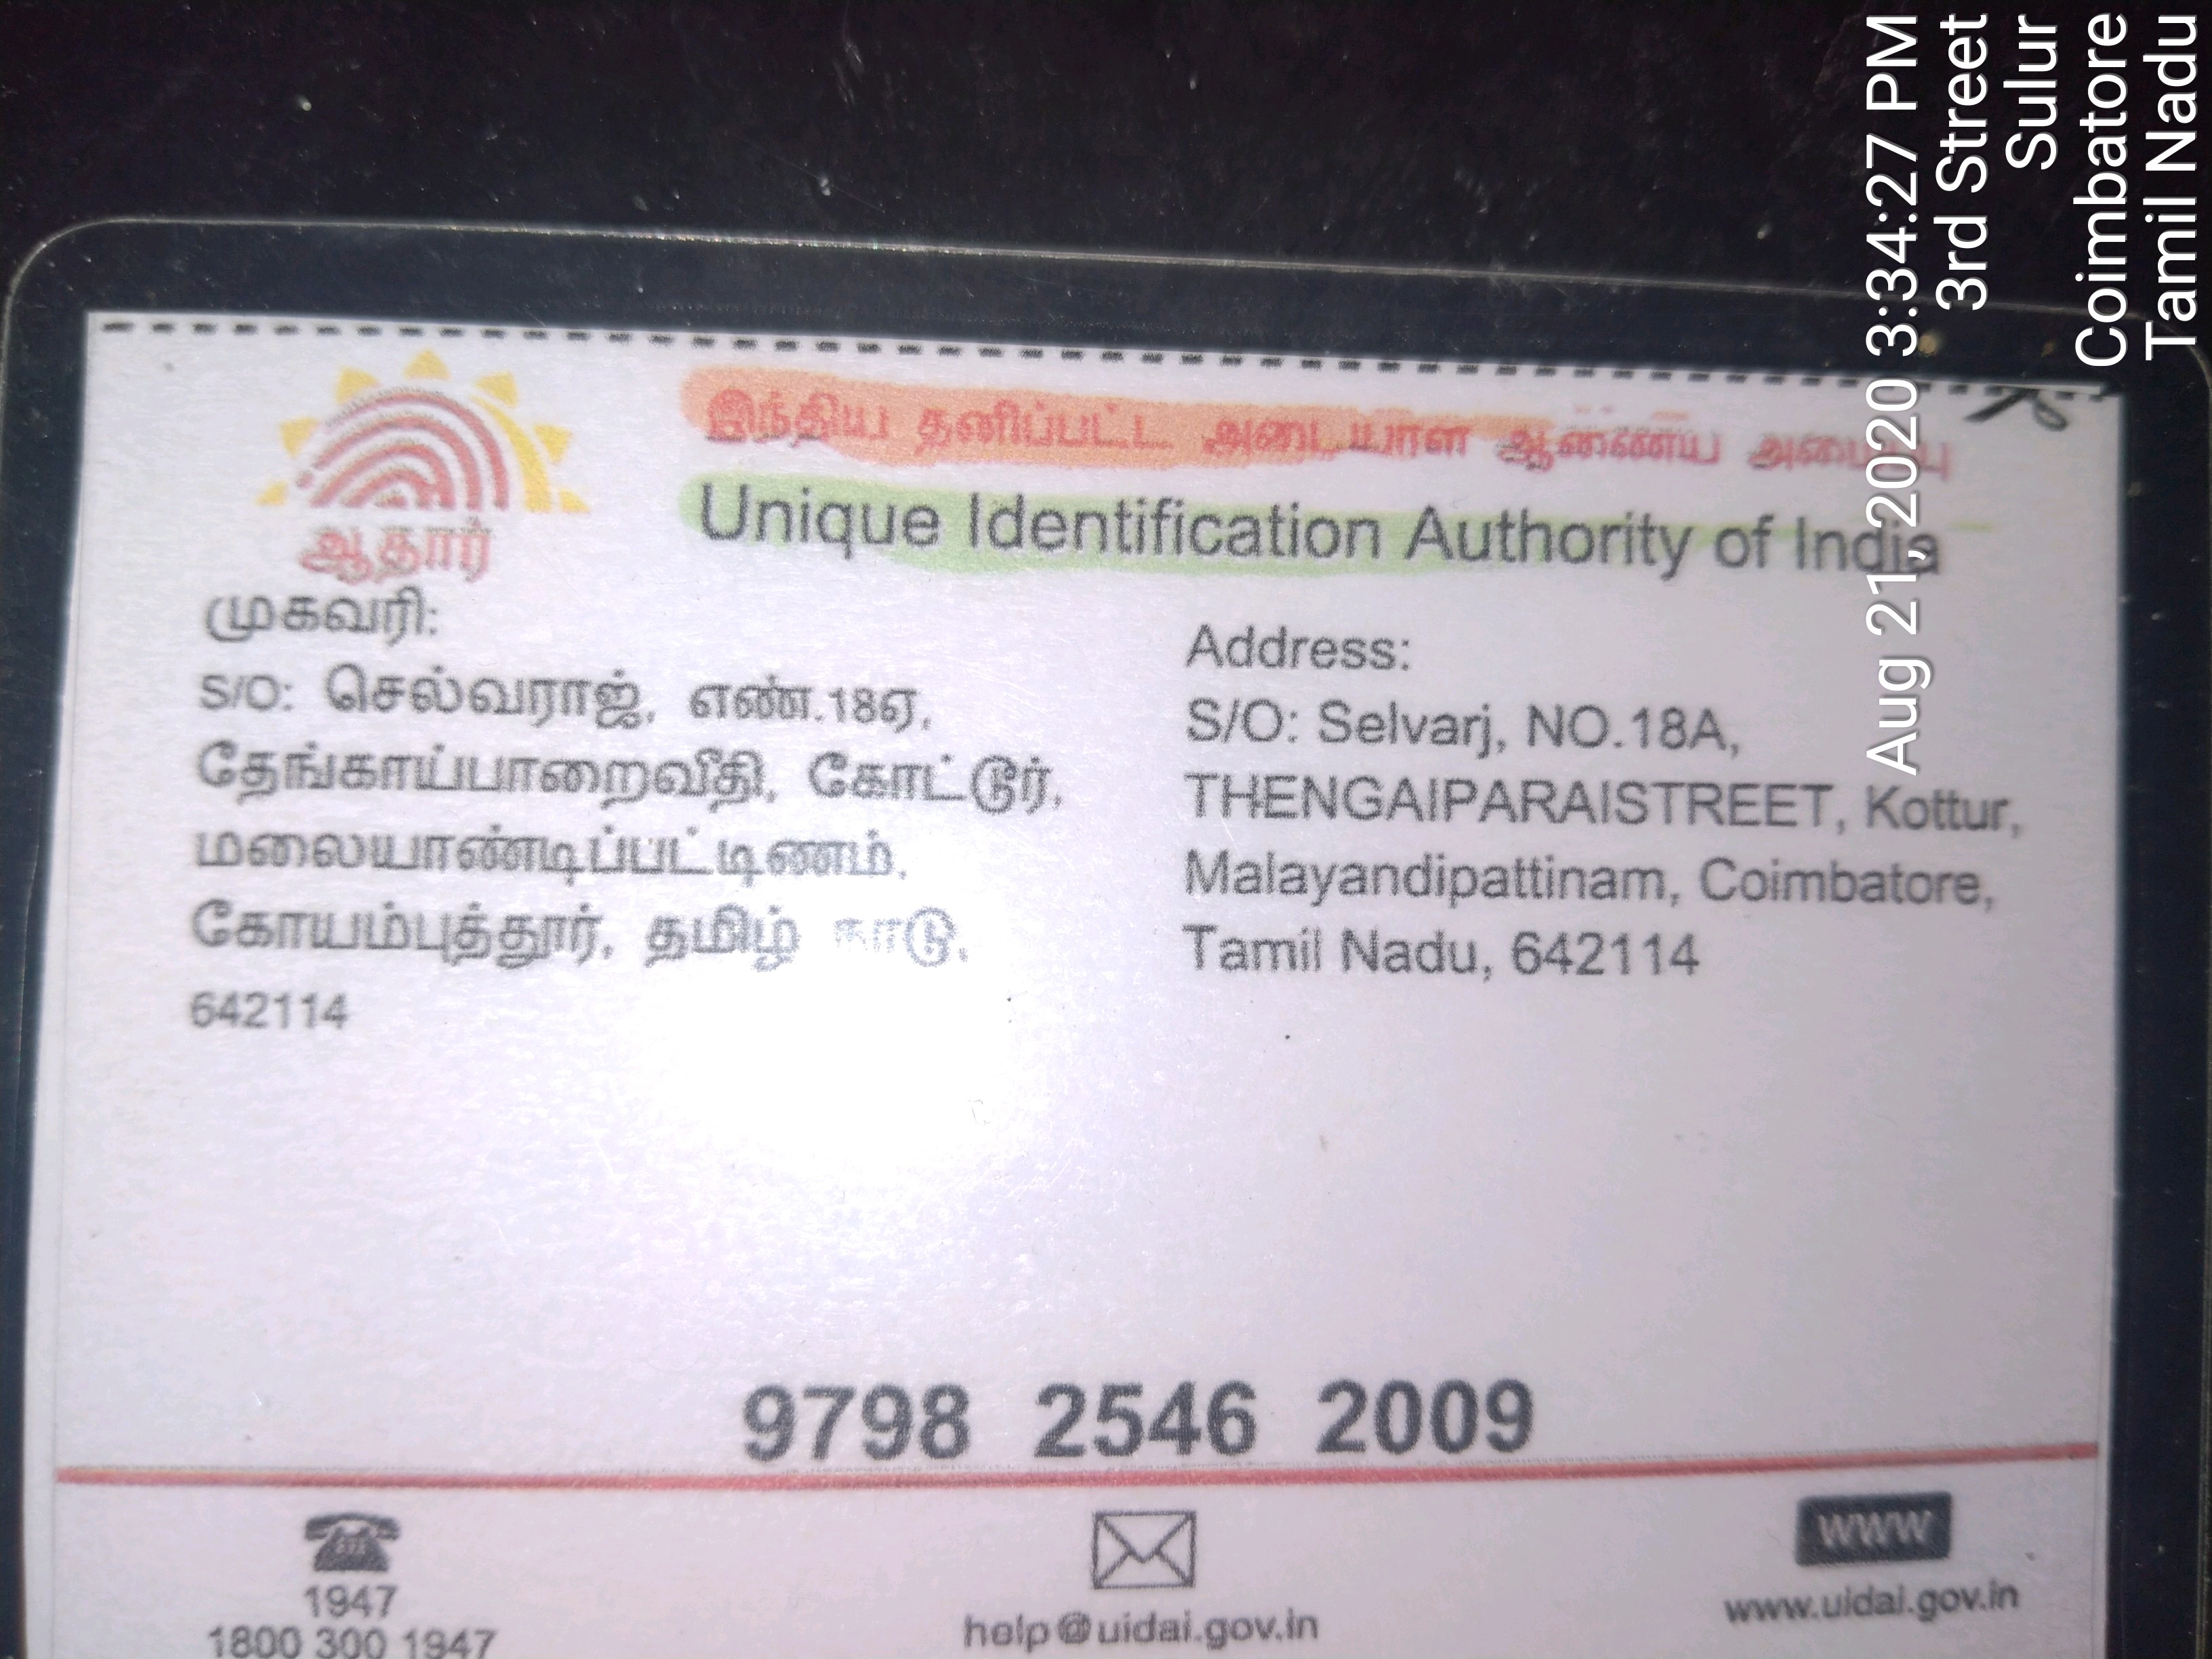 இந்திய தனிப்பட்ட அடையாள ஆணைய அமைப்பு
Unique Identification Authority of India
ஆதார்
முகவரி:
S/O: செல்வராஜ், எண்.18ஏ,
தேங்காய்பாறைவீதி, கோட்டூர்,
மலையாண்டிப்பட்டிணம்,
கோயம்புத்தூர், தமிழ் நாடு,
642114
Address:
S/O: Selvarj, NO.18A,
THENGAIPARAISTREET, Kottur,
Malayandipattinam, Coimbatore,
Tamil Nadu, 642114
9798 2546 2009
1947
1800 300 1947
help@uidai.gov.in
www
www.uidai.gov.in
Aug 21, 2020 3:34:27 PM
3rd Street
Sulur
Coimbatore
Tamil Nadu